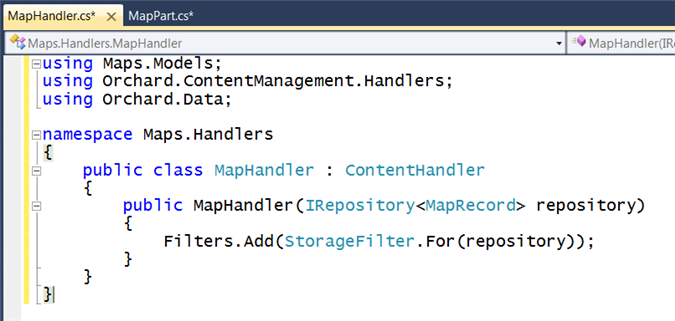 MapHandler.cs* MapPart.cs*
Maps.Handlers.MapHandler MapHandler(IRe
using Maps.Models;
using Orchard.ContentManagement.Handlers;
using Orchard.Data;
namespace Maps.Handlers
{
    public class MapHandler : ContentHandler
    {
        public MapHandler(IRepository<MapRecord> repository)
        {
            Filters.Add(StorageFilter.For(repository));
        }
    }
}